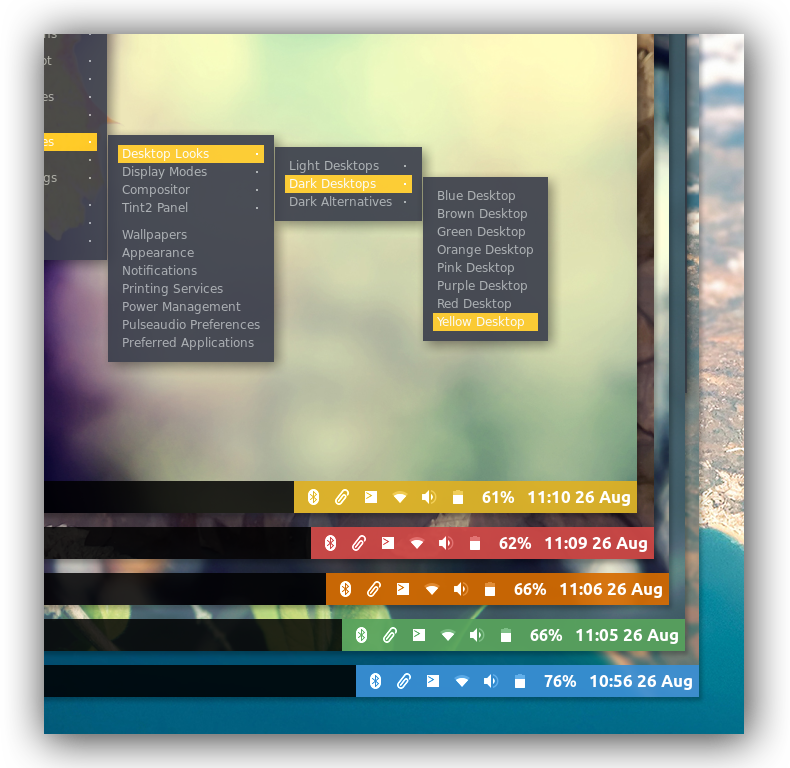 Desktop Looks
Display Modes
Compositor
Tint2 Panel
Wallpapers
Appearance
Notifications
Printing Services
Power Management
Pulseaudio Preferences
Preferred Applications
Light Desktops
Dark Desktops
Dark Alternatives
Blue Desktop
Brown Desktop
Green Desktop
Orange Desktop
Pink Desktop
Purple Desktop
Red Desktop
Yellow Desktop
61% 11:10 26 Aug
62% 11:09 26 Aug
66% 11:06 26 Aug
66% 11:05 26 Aug
76% 10:56 26 Aug